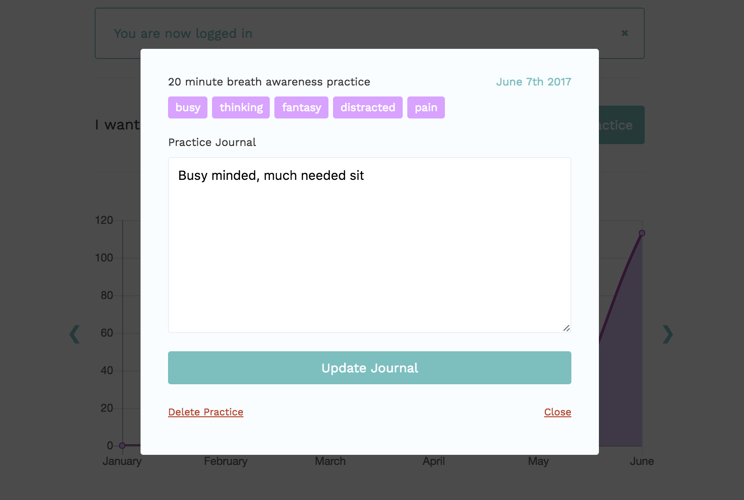 You are now logged in ×
20 minute breath awareness practice June 7th 2017
busy thinking fantasy distracted pain
I want
Practice Journal
Busy minded, much needed sit
120
100
80
60
40
20
0
Update Journal
Delete Practice Close
January February March April May June